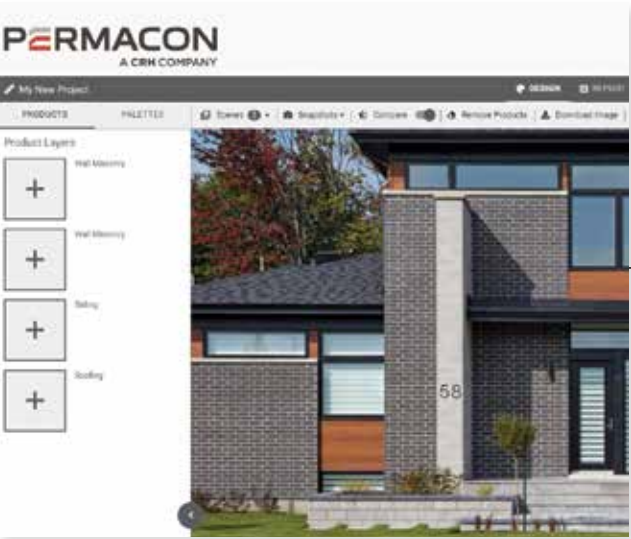 PERMACON
A CRH COMPANY
My New Project
DESIGN
PRODUCTS
PALETTES
Scenes
Snapshots
Compare
Remove Products
Download Image
Product Layers
Wall Masonry
Wall Masonry
Siding
Roofing
58